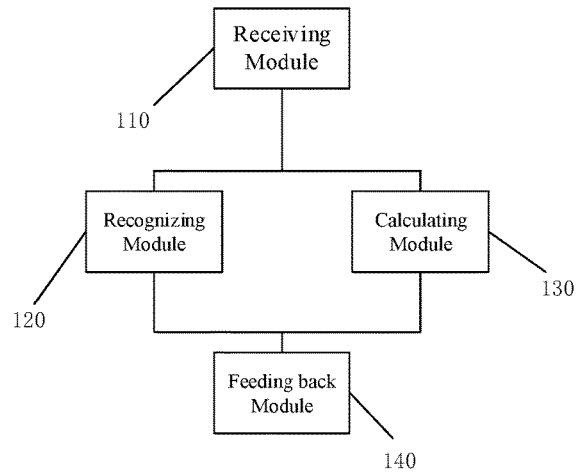 Receiving
Module
110
Recognizing
Module
Calculating
Module
120
130
Feeding back
Module
140